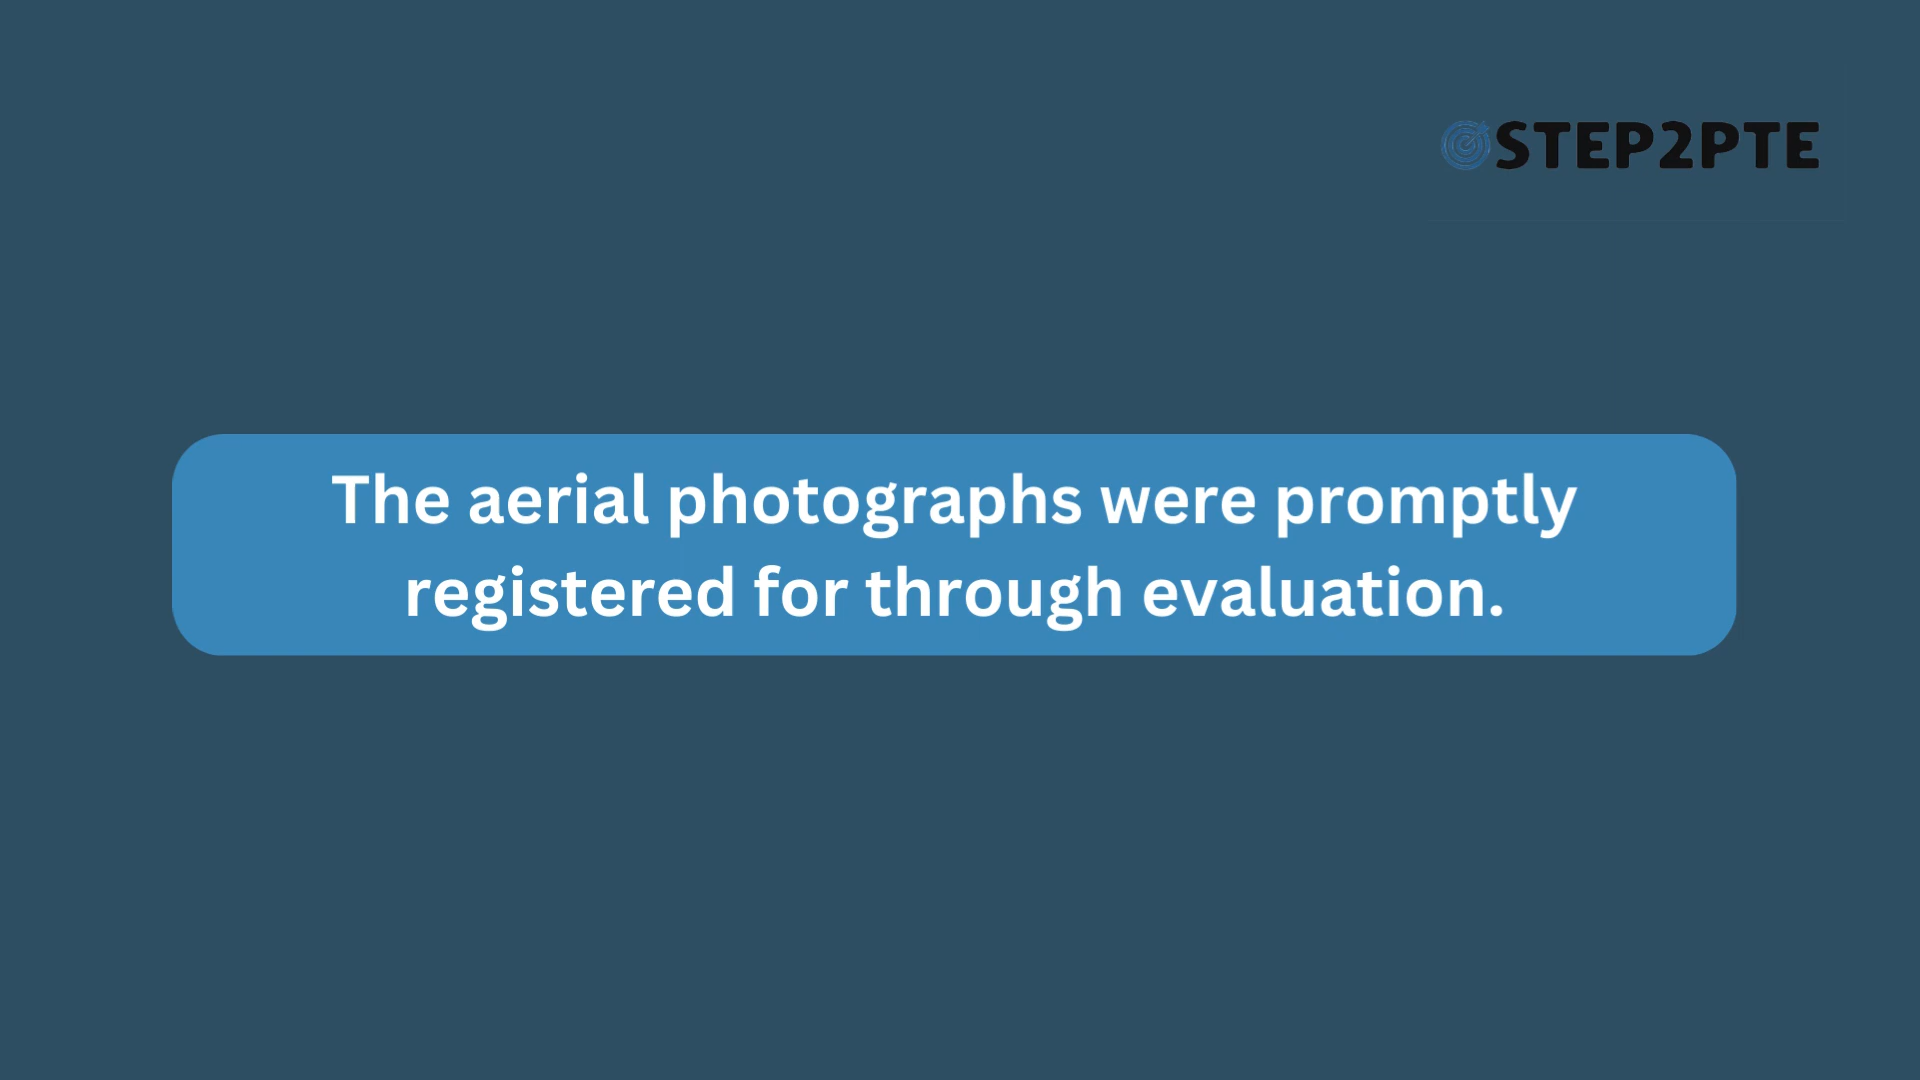 STEP2PTE
The aerial photographs were promptly
registered for through evaluation.